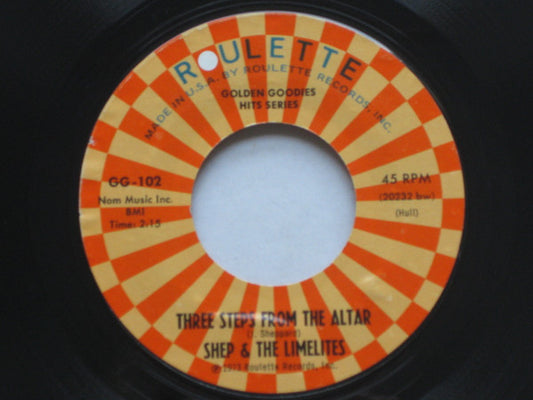 ROULETTE
MADE IN U.S.A. BY ROULETTE RECORDS, INC.
GOLDEN GOODIES
HITS SERIES
GG-102
Nom Music Inc.
BMI
Time: 2:15
45 RPM
(20232 bw)
(Hull)
THREE STEPS FROM THE ALTAR
(J. Sheppard)
SHEP & THE LIMELITES
℗ 1973 Roulette Records, Inc.